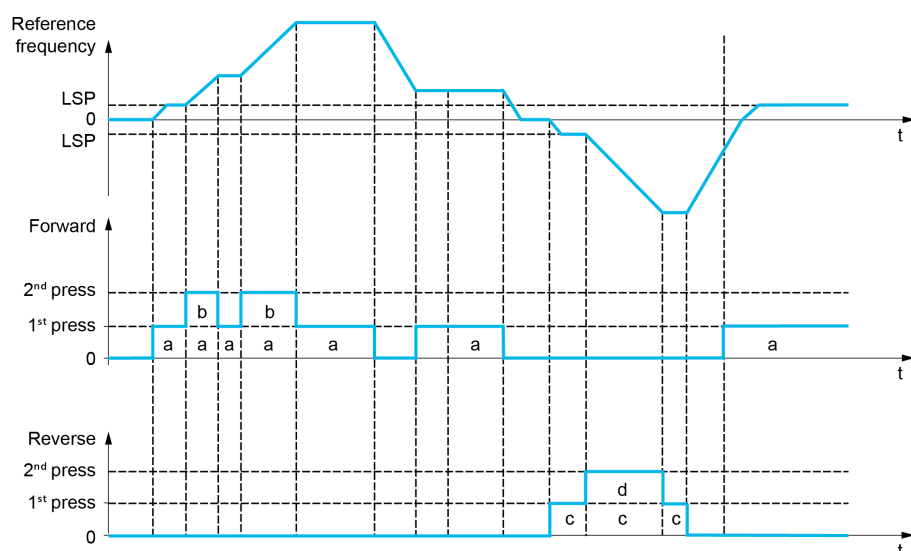 Reference
frequency
LSP
0
LSP
t
Forward
2nd press
b b
1st press
a a a a a a a
0
t
Reverse
2nd press
d
1st press
c c c
0
t